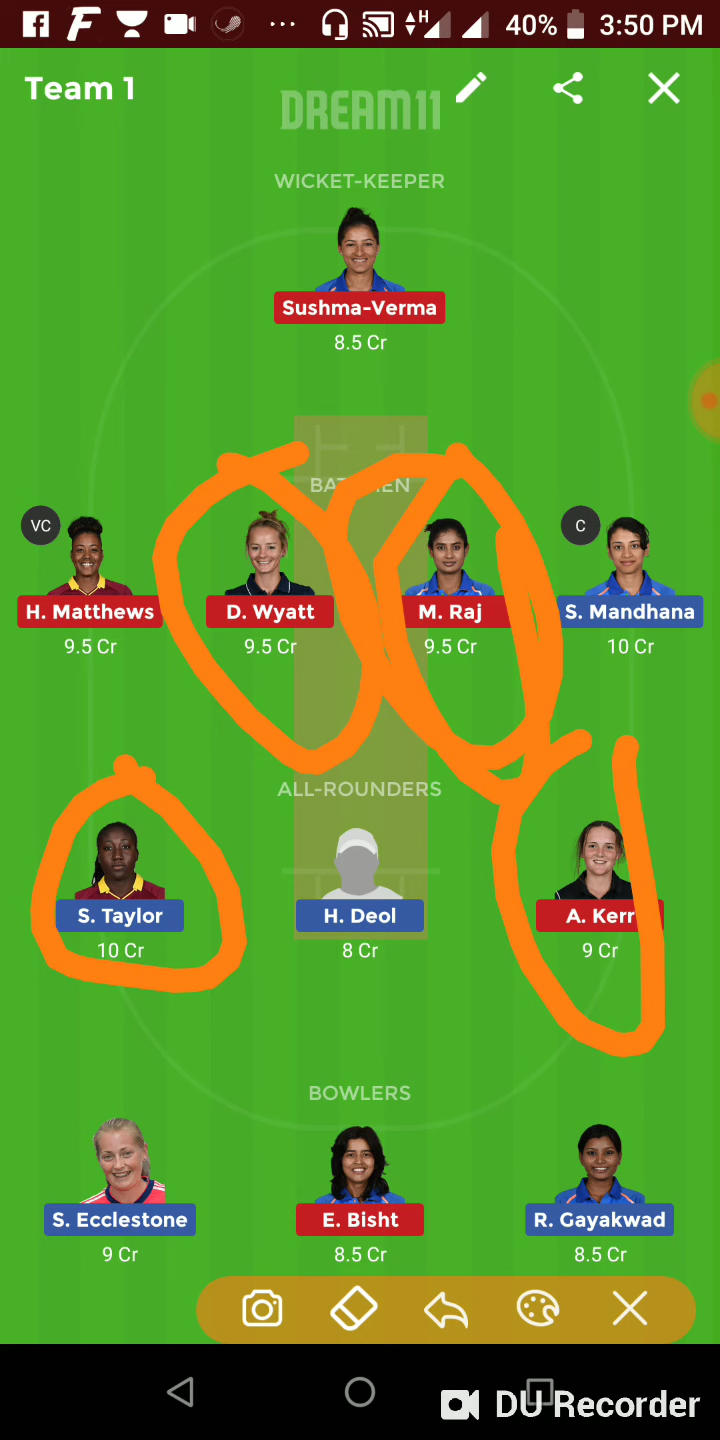 40% 3:50 PM
Team 1
DREAM11
WICKET-KEEPER
Sushma-Verma
8.5 Cr
VC
C
H. Matthews D. Wyatt M. Raj S. Mandhana
9.5 Cr 9.5 Cr 9.5 Cr 10 Cr
ALL-ROUNDERS
S. Taylor H. Deol A. Kerr
10 Cr 8 Cr 9 Cr
BOWLERS
S. Ecclestone E. Bisht R. Gayakwad
9 Cr 8.5 Cr 8.5 Cr
DU Recorder